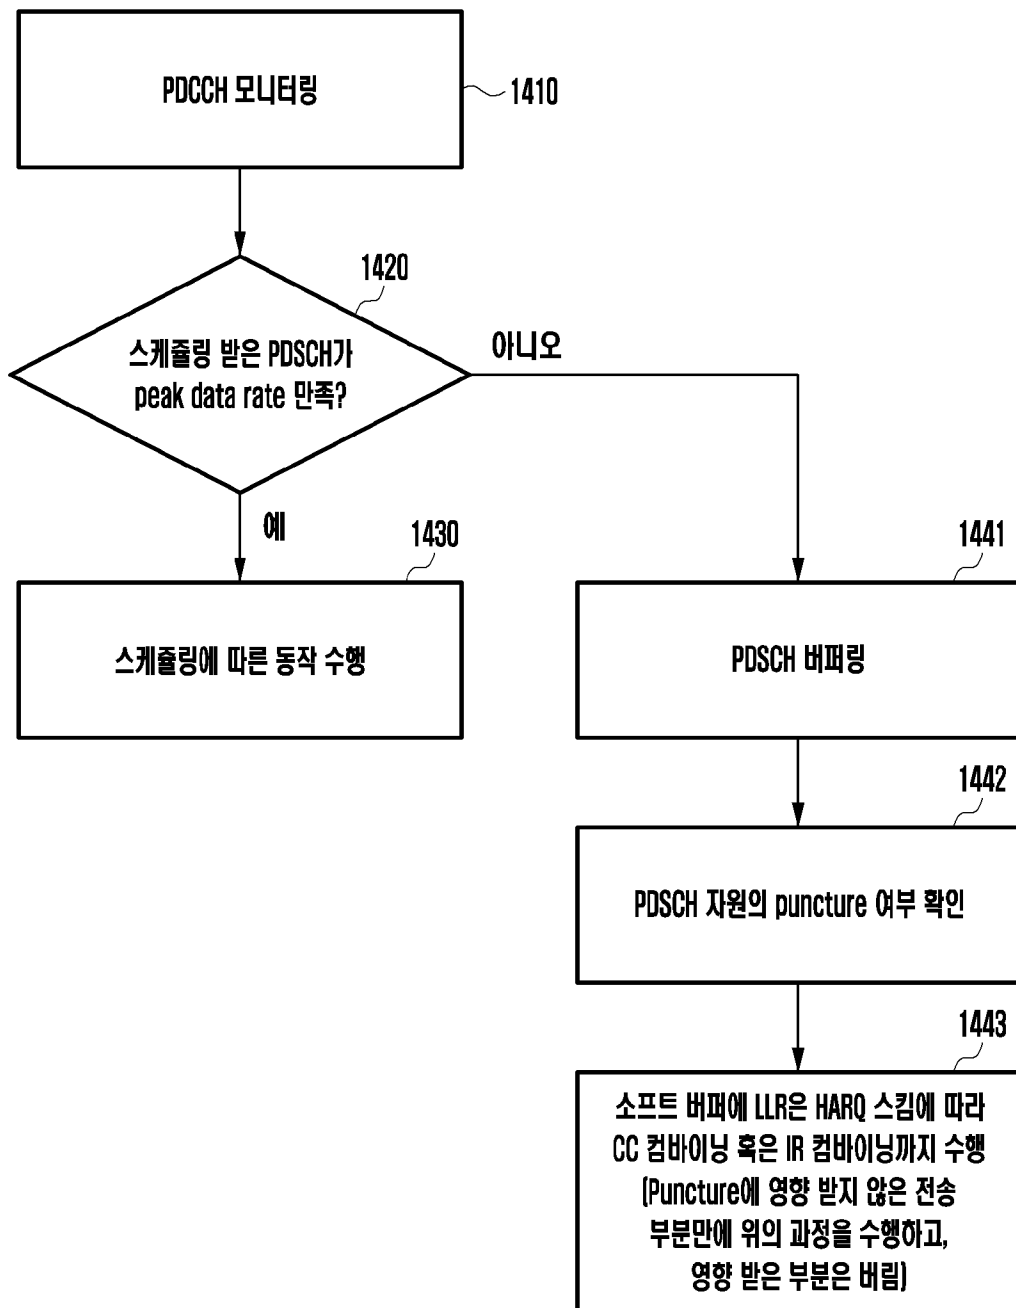 PDCCH 모니터링
1410
1420
스케쥴링 받은 PDSCH가
peak data rate 만족?
아니오
예
1430
스케쥴링에 따른 동작 수행
1441
PDSCH 버퍼링
1442
PDSCH 자원의 puncture 여부 확인
1443
소프트 버퍼에 LLR은 HARQ 스킴에 따라
CC 컴바이닝 혹은 IR 컴바이닝까지 수행
(Puncture에 영향 받지 않은 전송
부분만에 위의 과정을 수행하고,
영향 받은 부분은 버림)